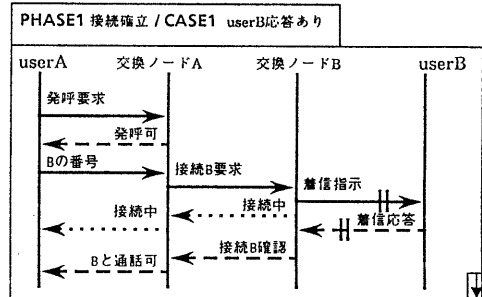 PHASE1 接続確立 / CASE1 userB応答あり
userA 交換ノードA 交換ノードB userB
発呼要求
発呼可
Bの番号
接続B要求
着信指示
接続中 接続中 着信応答
接続B確認
Bと通話可